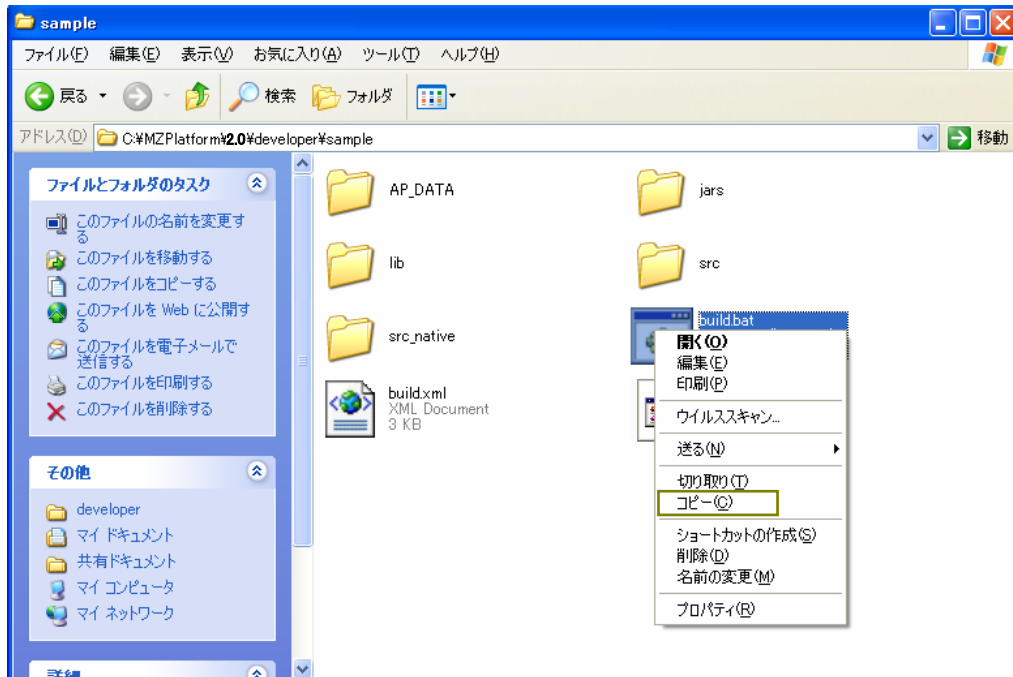 sample
ファイル(F) 編集(E) 表示(V) お気に入り(A) ツール(T) ヘルプ(H)
戻る 検索 フォルダ
アドレス(D) C:¥MZPlatform¥2.0¥developer¥sample 移動
ファイルとフォルダのタスク
このファイルの名前を変更す
る
このファイルを移動する
このファイルをコピーする
このファイルを Web に公開す
る
このファイルを電子メールで
送信する
このファイルを印刷する
このファイルを削除する
その他
developer
マイ ドキュメント
共有ドキュメント
マイ コンピュータ
マイ ネットワーク
詳細
AP_DATA
jars
lib
src
src_native
build.bat
build.xml
XML Document
3 KB
開く(O)
編集(E)
印刷(P)
ウイルススキャン...
送る(N)
切り取り(T)
コピー(C)
ショートカットの作成(S)
削除(D)
名前の変更(M)
プロパティ(R)